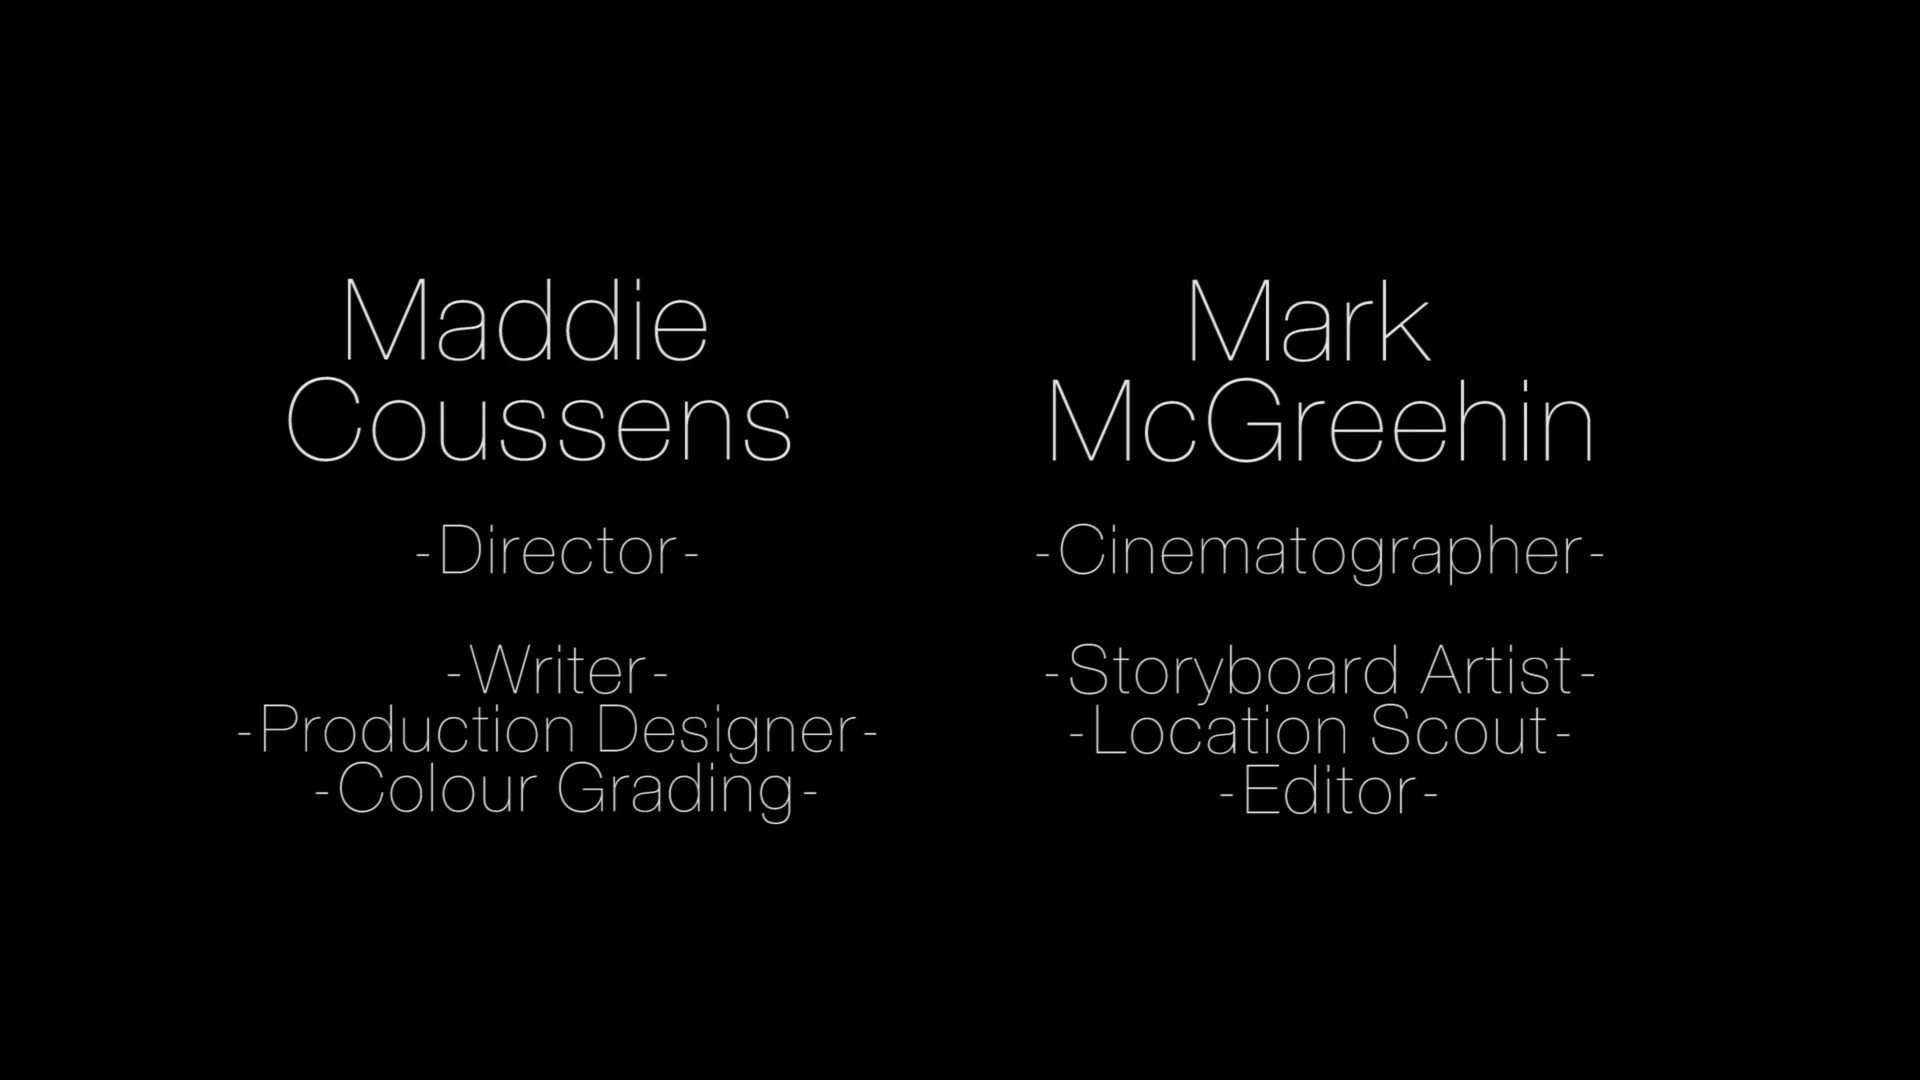 Maddie
Coussens
-Director-
-Writer-
-Production Designer-
-Colour Grading-
Mark
McGreehin
-Cinematographer-
-Storyboard Artist-
-Location Scout-
-Editor-